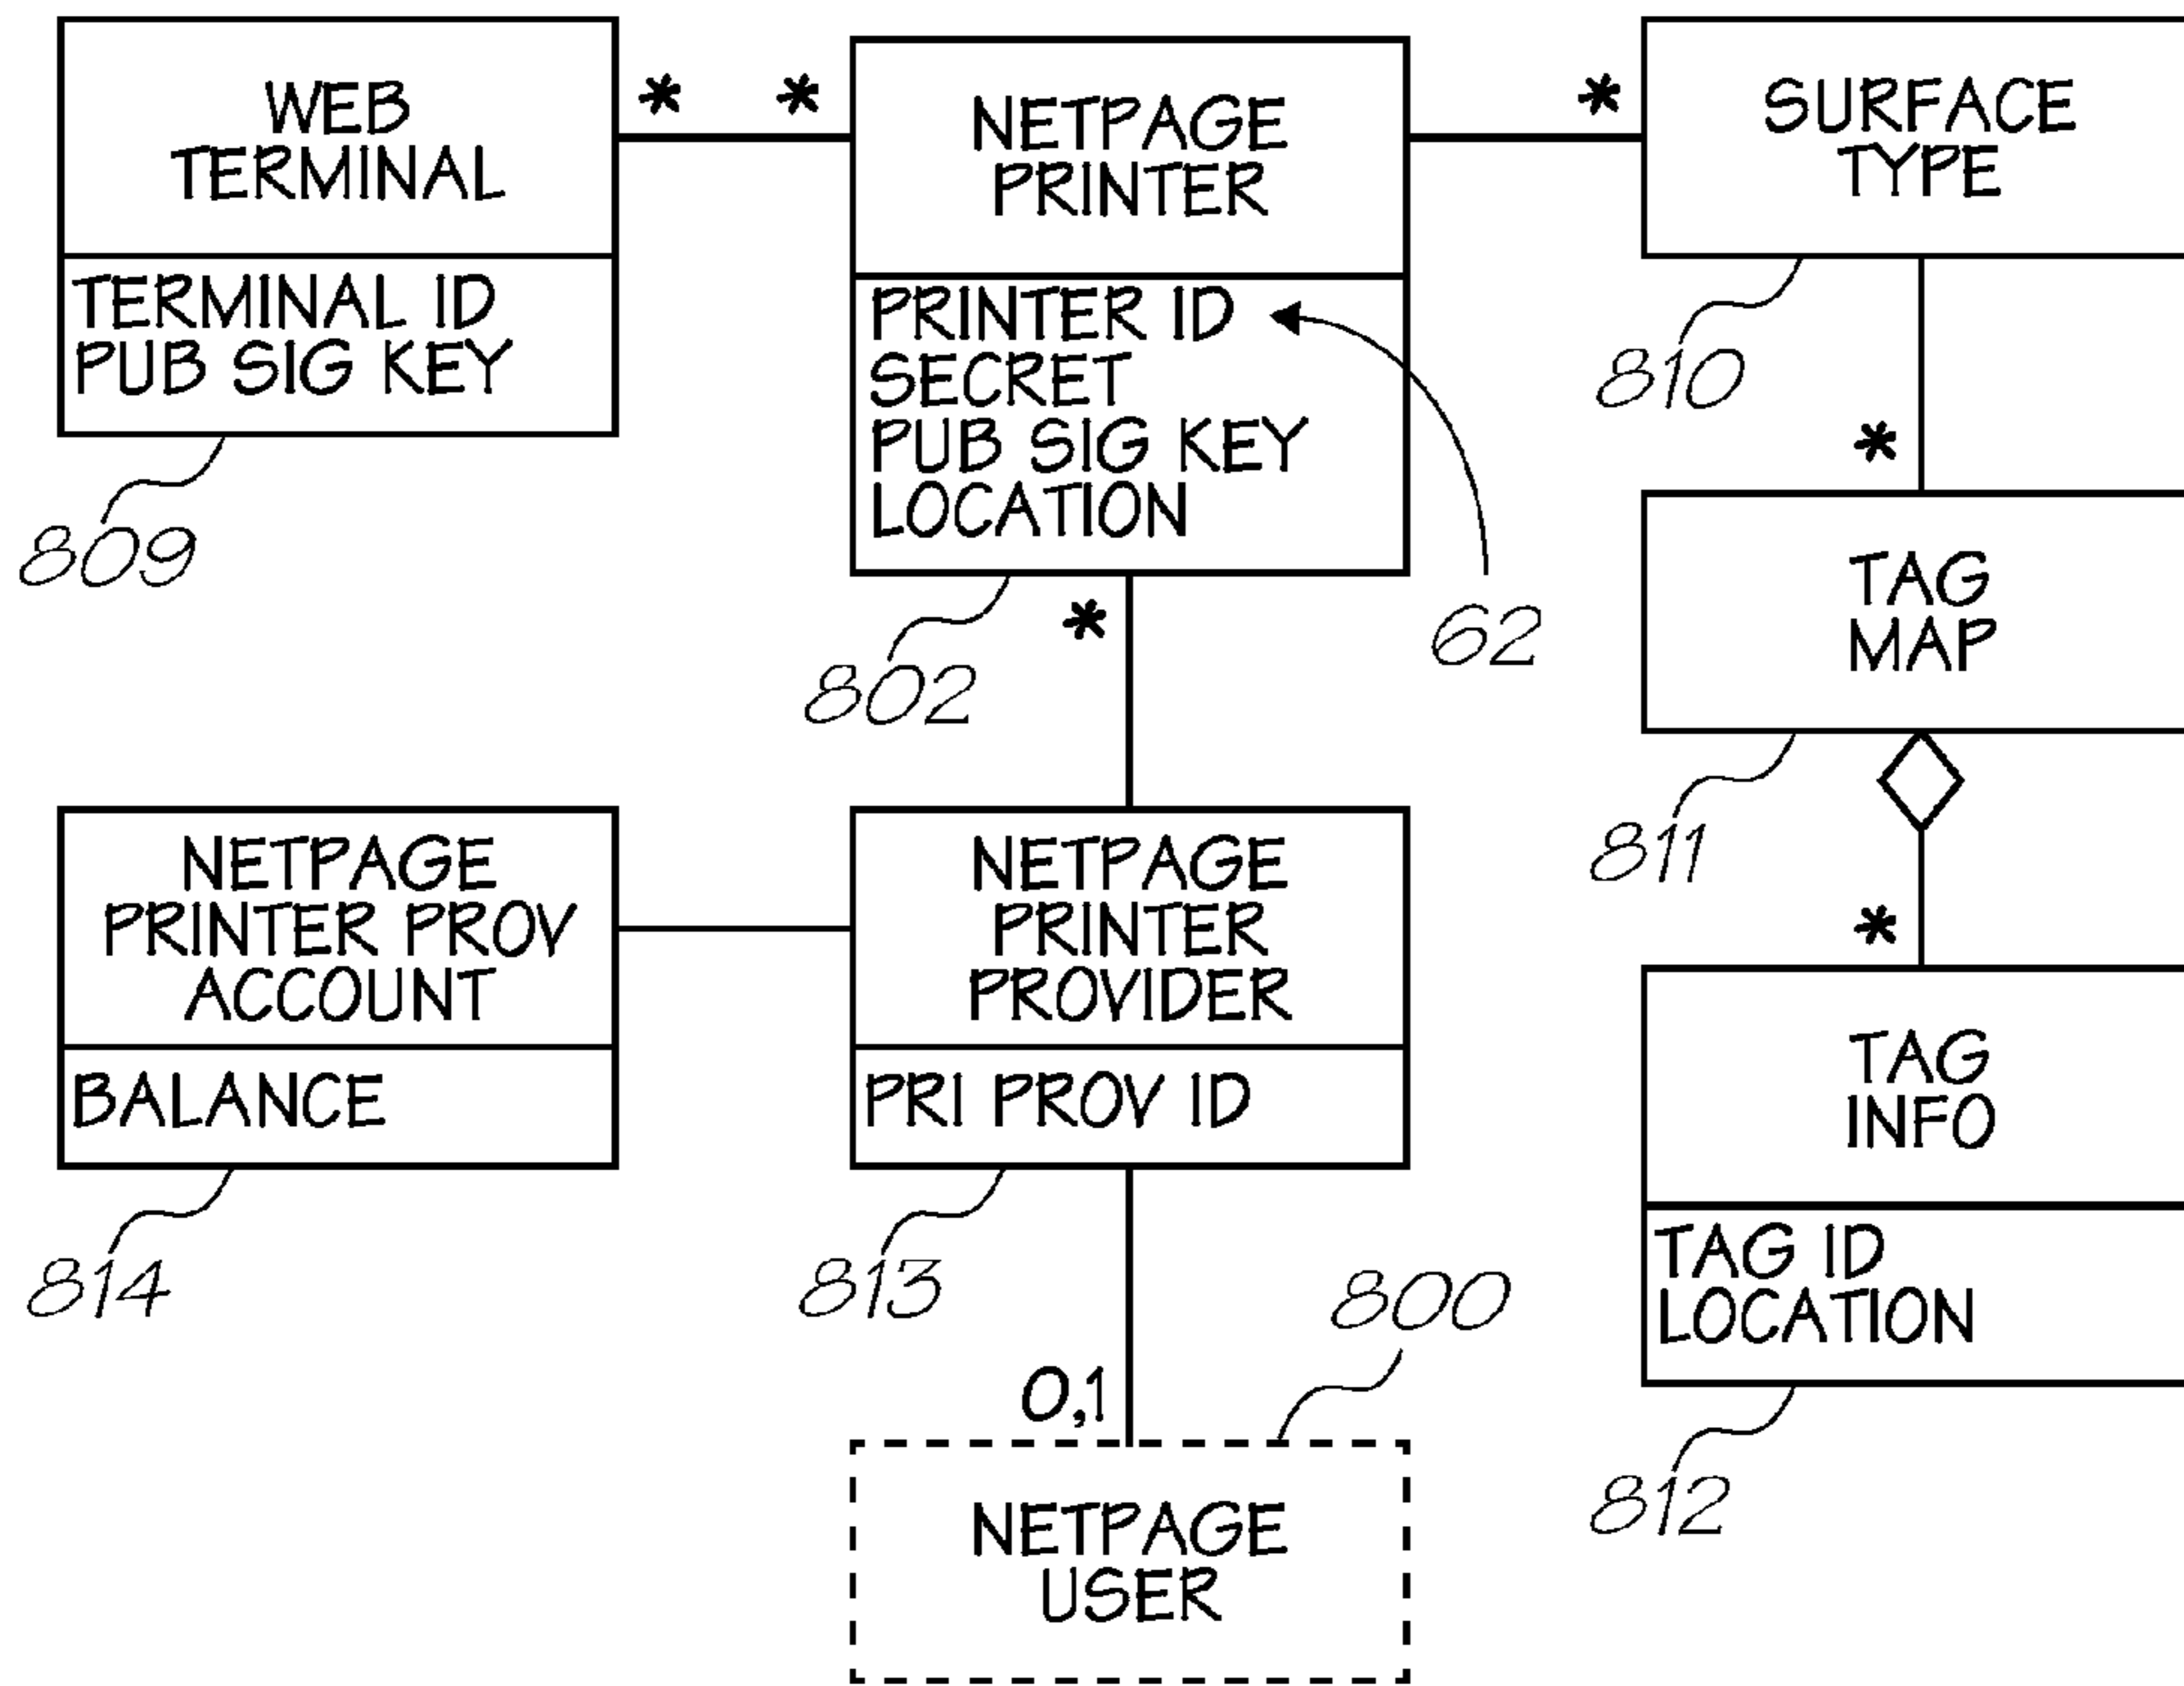 WEB
TERMINAL
TERMINAL ID
PUB SIG KEY
809
*
*
NETPAGE
PRINTER
PRINTER ID
SECRET
PUB SIG KEY
LOCATION
802
62
*
*
SURFACE
TYPE
810
*
TAG
MAP
811
*
TAG
INFO
TAG ID
LOCATION
812
NETPAGE
PRINTER PROV
ACCOUNT
BALANCE
814
NETPAGE
PRINTER
PROVIDER
PRI PROV ID
813
800
0,1
NETPAGE
USER